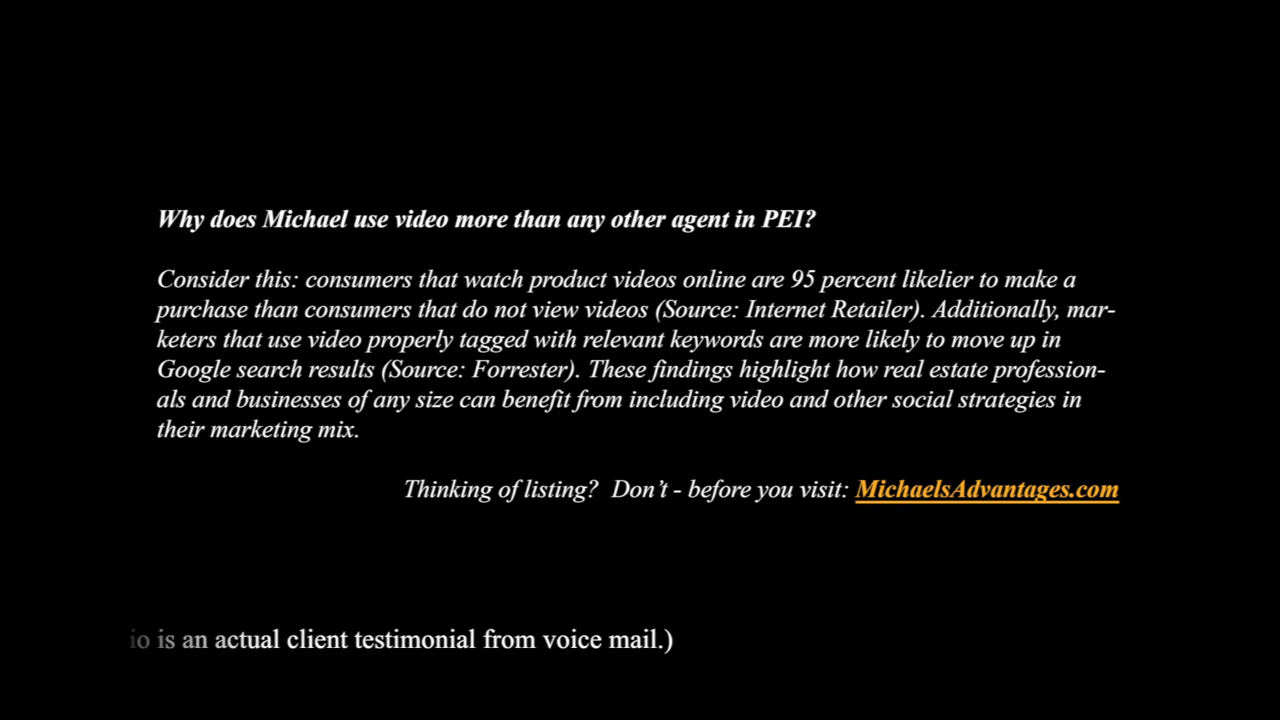 Why does Michael use video more than any other agent in PEI?
Consider this: consumers that watch product videos online are 95 percent likelier to make a
purchase than consumers that do not view videos (Source: Internet Retailer). Additionally, mar-
keters that use video properly tagged with relevant keywords are more likely to move up in
Google search results (Source: Forrester). These findings highlight how real estate profession-
als and businesses of any size can benefit from including video and other social strategies in
their marketing mix.
Thinking of listing?  Don't - before you visit: MichaelsAdvantages.com
io is an actual client testimonial from voice mail.)